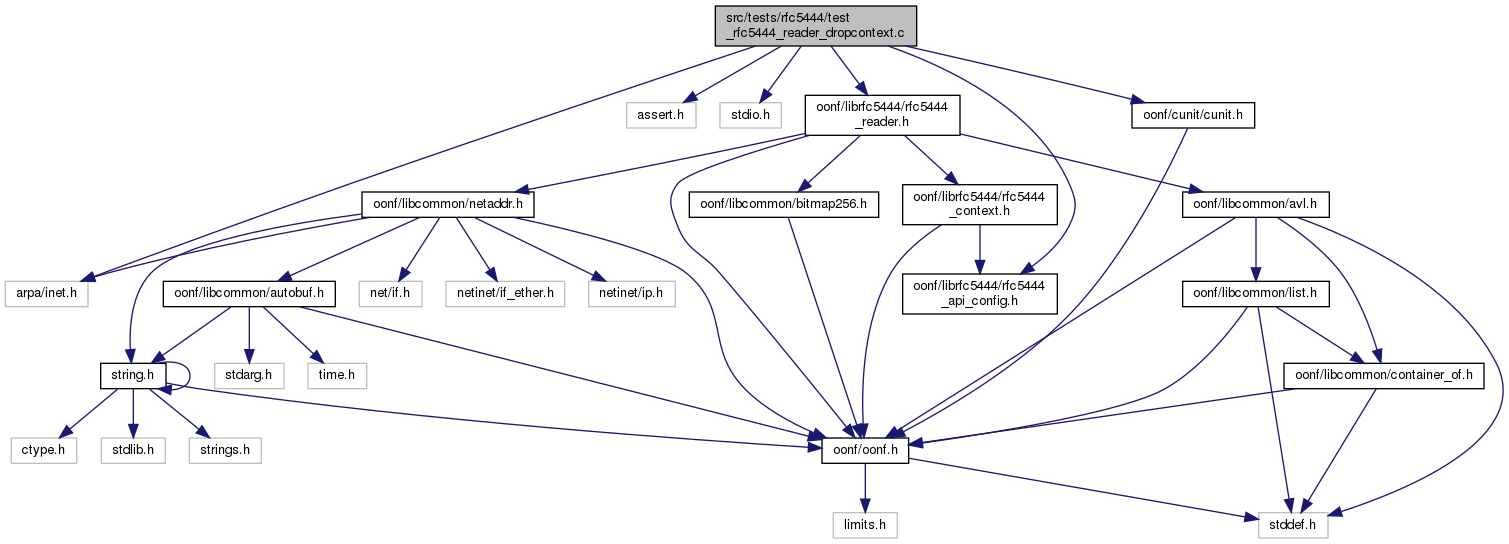 src/tests/rfc5444/test
_rfc5444_reader_dropcontext.c
assert.h
stdio.h
oonf/librfc5444/rfc5444
_reader.h
oonf/cunit/cunit.h
oonf/libcommon/netaddr.h
oonf/libcommon/bitmap256.h
oonf/librfc5444/rfc5444
_context.h
oonf/libcommon/avl.h
arpa/inet.h
oonf/libcommon/autobuf.h
net/if.h
netinet/if_ether.h
netinet/ip.h
oonf/librfc5444/rfc5444
_api_config.h
oonf/libcommon/list.h
string.h
stdarg.h
time.h
oonf/libcommon/container_of.h
ctype.h
stdlib.h
strings.h
oonf/oonf.h
limits.h
stddef.h